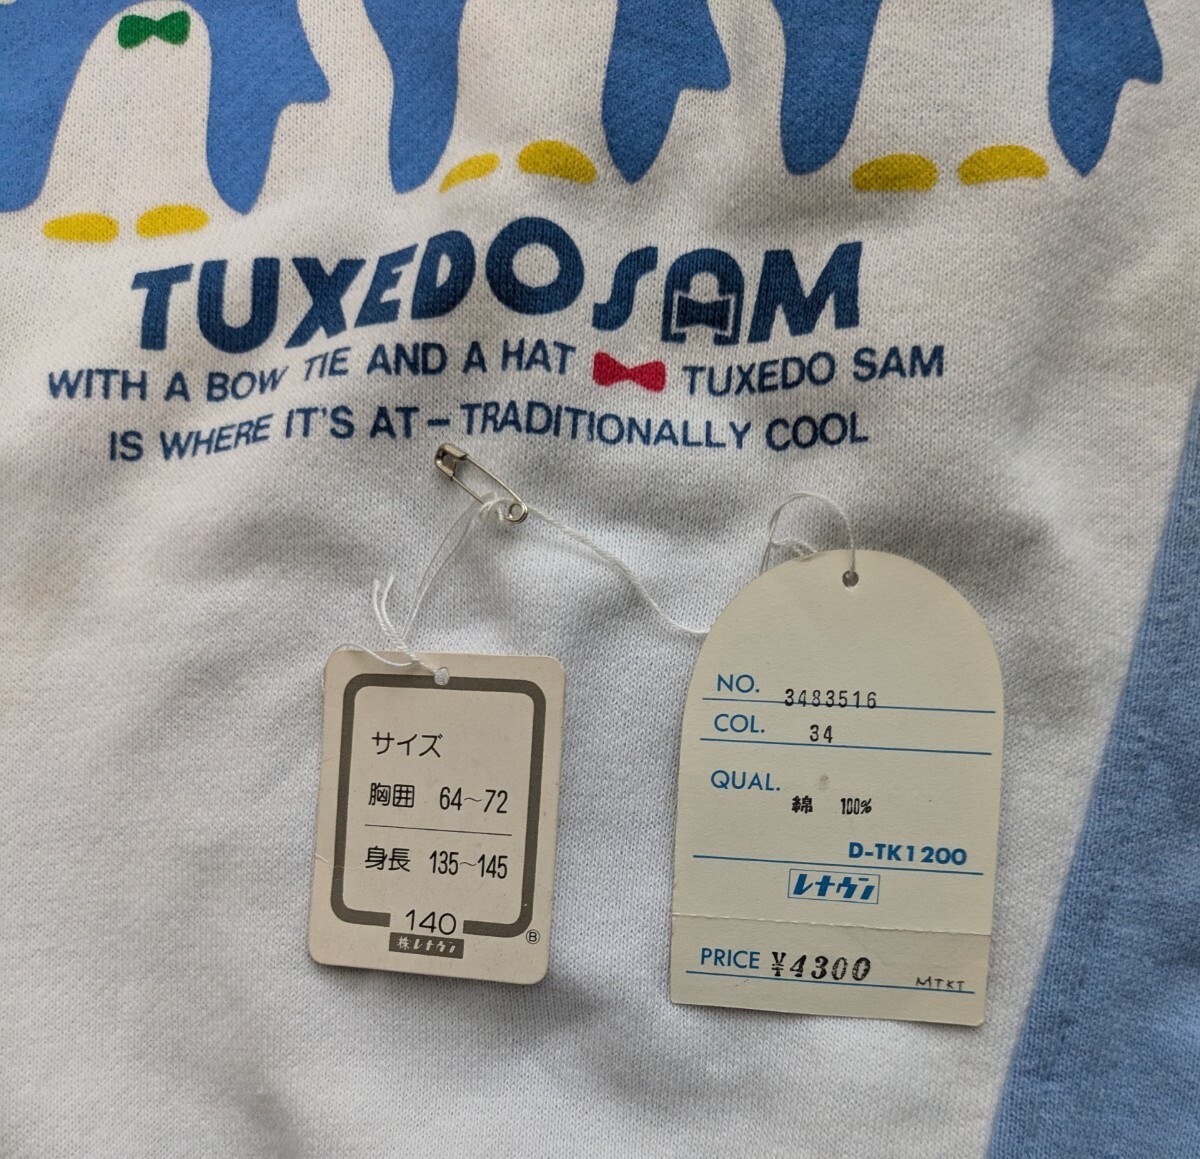 TUXEDO SAM
WITH A BOW TIE AND A HAT TUXEDO SAM
IS WHERE IT'S AT - TRADITIONALLY COOL
サイズ
胸囲 64~72
身長 135~145
140
㈱レナウン
Ⓑ
NO. 3483516
COL. 34
QUAL.
綿 100%
D-TK1200
レナウン
PRICE ¥4300 MTKT